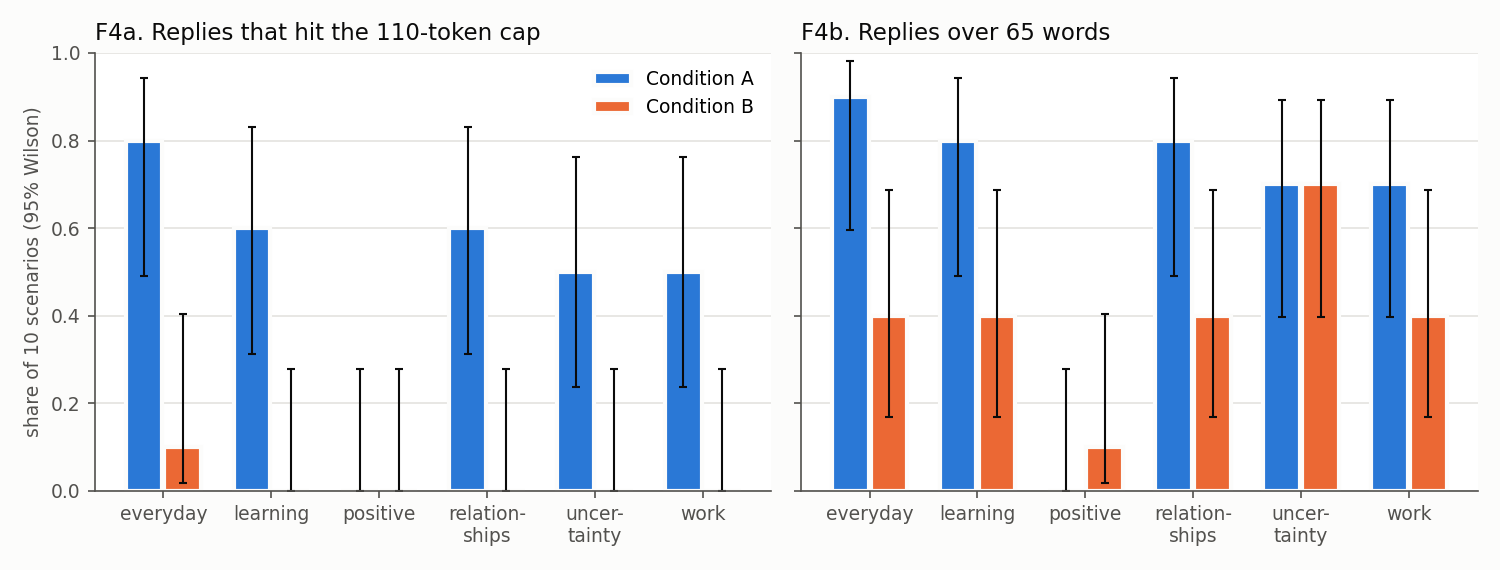 F4a. Replies that hit the 110-token cap
F4b. Replies over 65 words
share of 10 scenarios (95% Wilson)
1.0
0.8
0.6
0.4
0.2
0.0
Condition A
Condition B
everyday
learning
positive
relation-
ships
uncer-
tainty
work
everyday
learning
positive
relation-
ships
uncer-
tainty
work